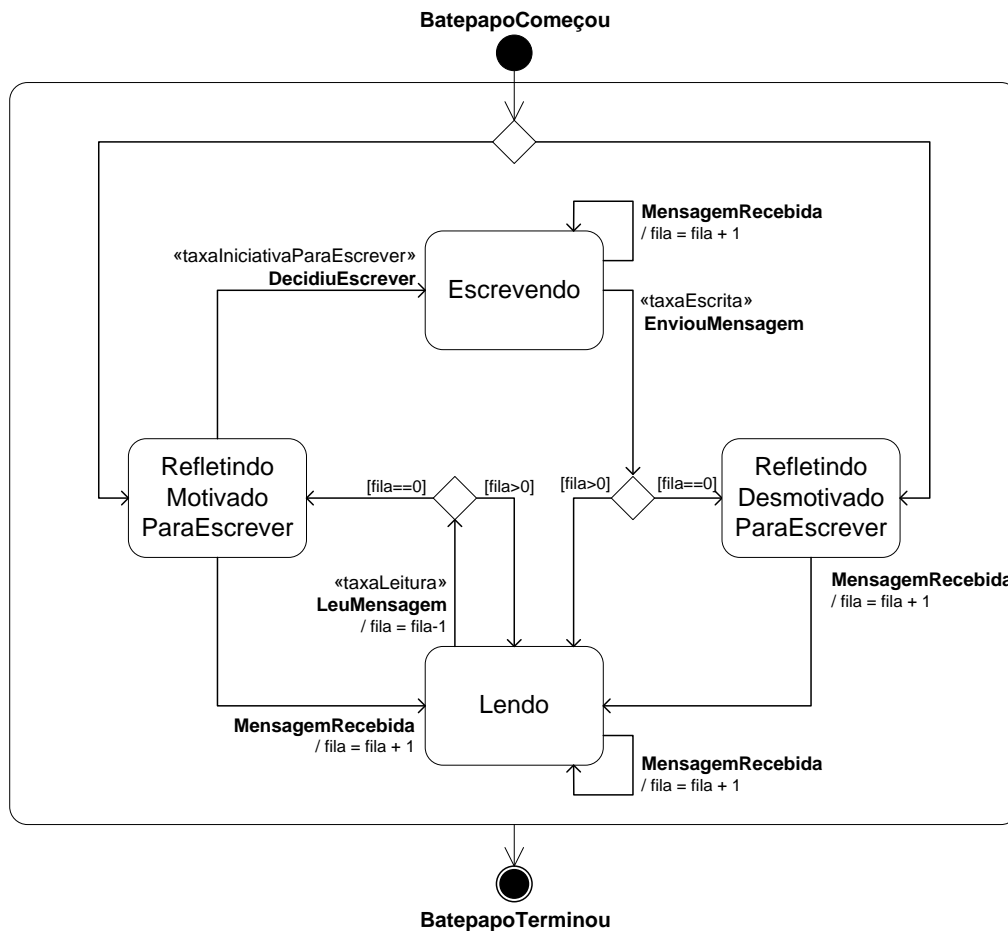 BatepapoComeçou
MensagemRecebida
/ fila = fila + 1
«taxaIniciativaParaEscrever»
DecidiuEscrever
Escrevendo
«taxaEscrita»
EnviouMensagem
Refletindo
Motivado
ParaEscrever
[fila==0]
[fila>0]
[fila>0]
[fila==0]
Refletindo
Desmotivado
ParaEscrever
«taxaLeitura»
LeuMensagem
/ fila = fila-1
MensagemRecebida
/ fila = fila + 1
Lendo
MensagemRecebida
/ fila = fila + 1
MensagemRecebida
/ fila = fila + 1
BatepapoTerminou